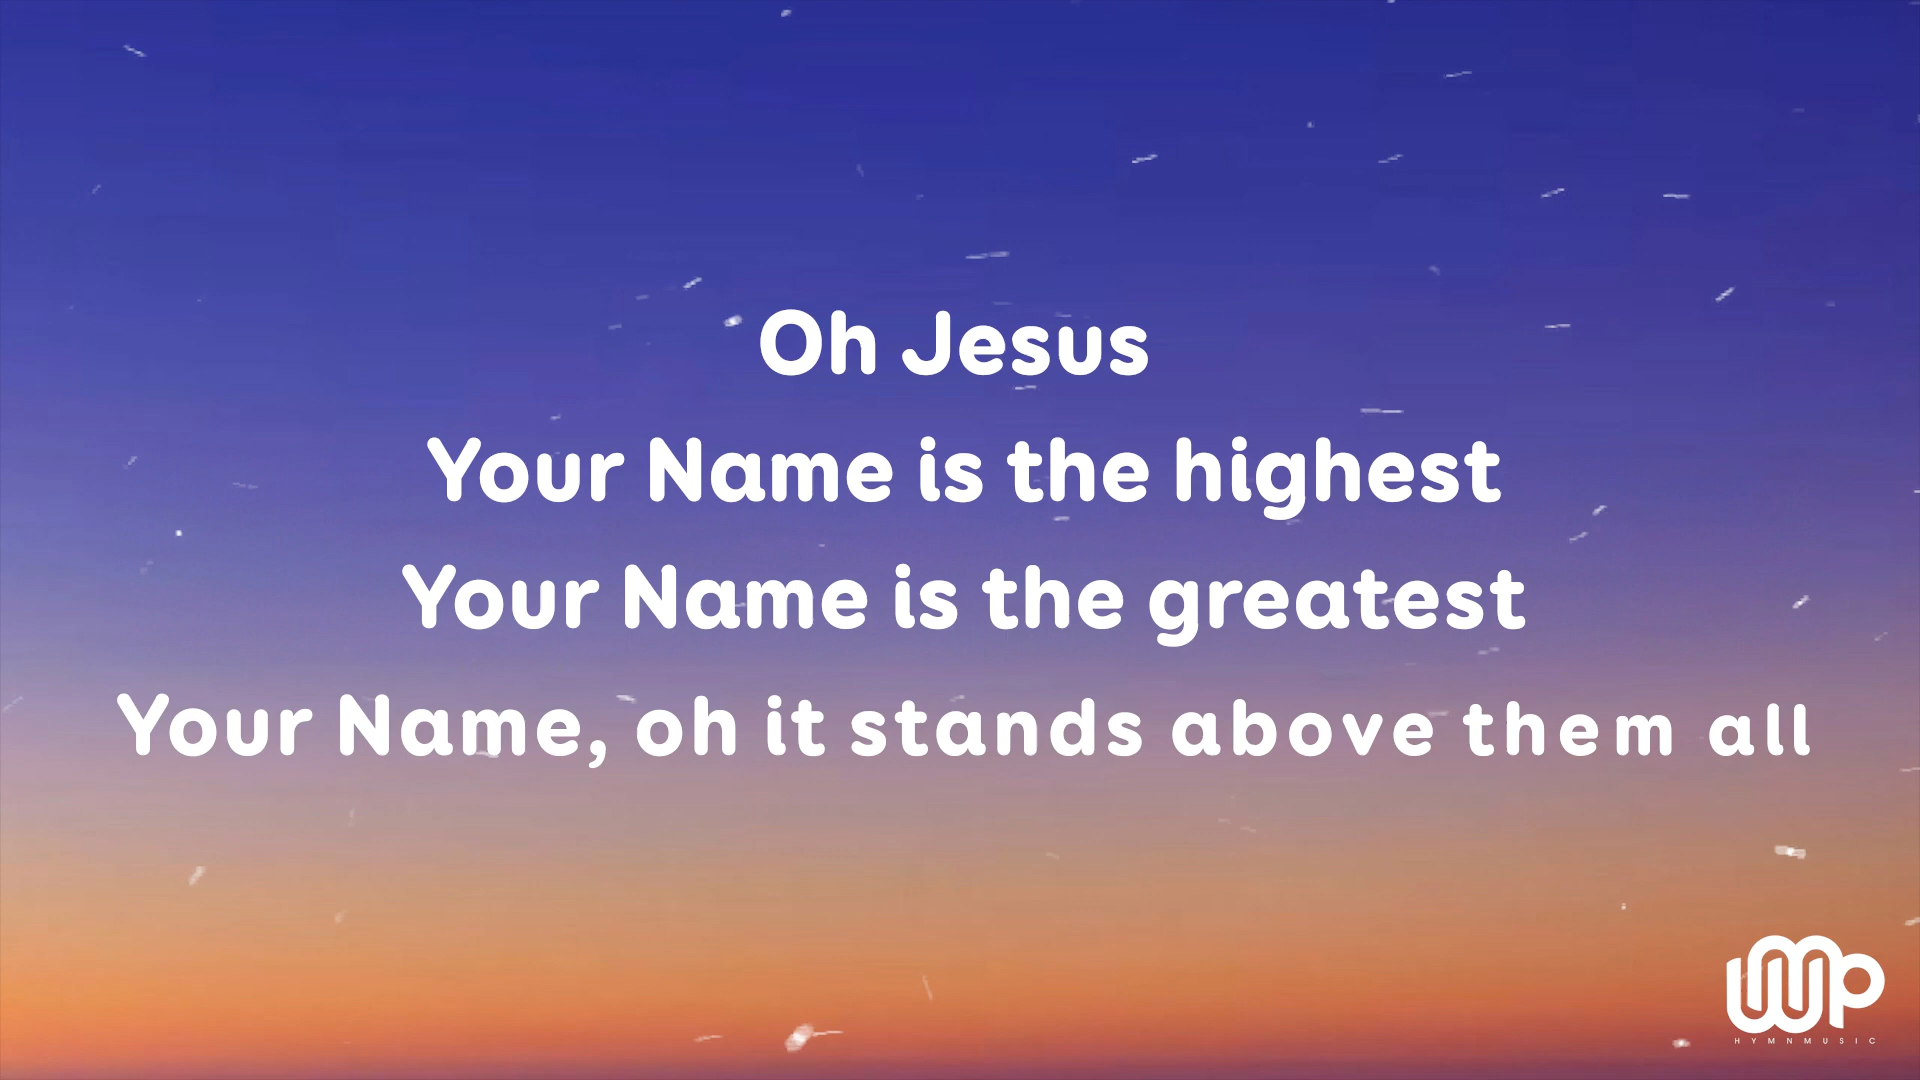 Oh Jesus
Your Name is the highest
Your Name is the greatest
Your Name, oh it stands above them all
WMP
HYMNMUSIC